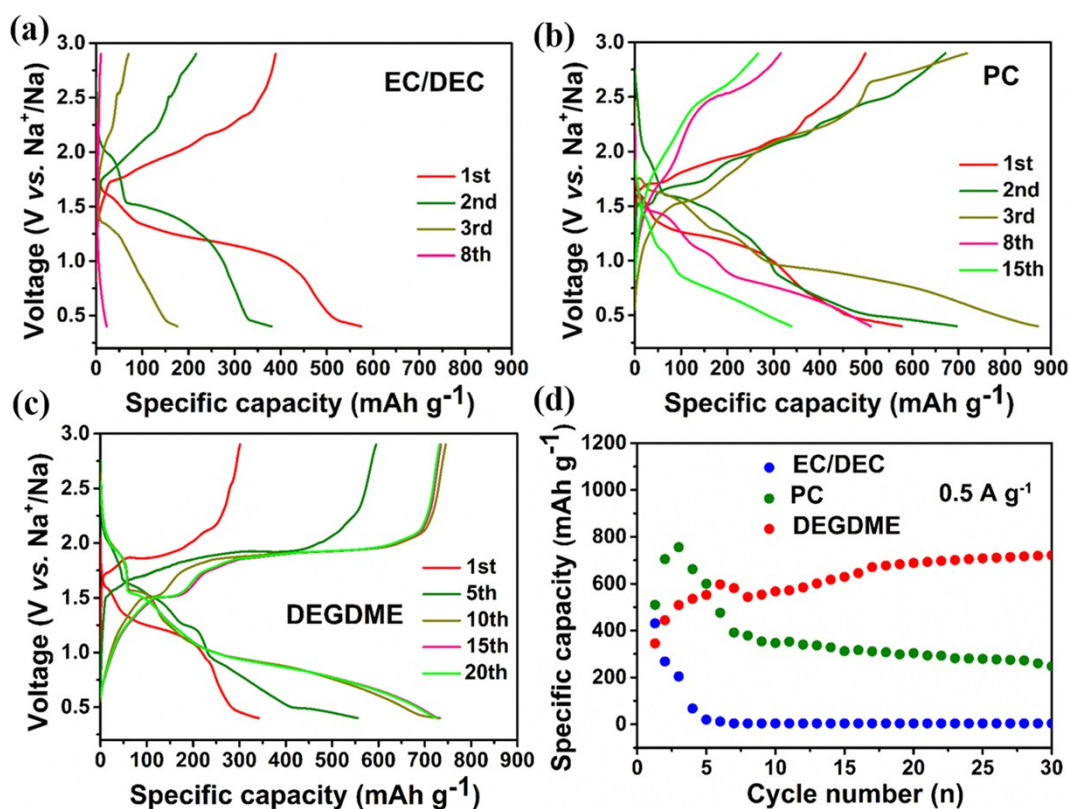 (a)
3.0
2.5
2.0
1.5
1.0
0.5
Voltage (V vs. Na⁺/Na)
EC/DEC
1st
2nd
3rd
8th
0 100 200 300 400 500 600 700 800 900
Specific capacity (mAh g⁻¹)
(b)
3.0
2.5
2.0
1.5
1.0
0.5
Voltage (V vs. Na⁺/Na)
PC
1st
2nd
3rd
8th
15th
0 100 200 300 400 500 600 700 800 900
Specific capacity (mAh g⁻¹)
(c)
3.0
2.5
2.0
1.5
1.0
0.5
Voltage (V vs. Na⁺/Na)
DEGDME
1st
5th
10th
15th
20th
0 100 200 300 400 500 600 700 800 900
Specific capacity (mAh g⁻¹)
(d)
1200
1000
800
600
400
200
0
Specific capacity (mAh g⁻¹)
EC/DEC
PC
DEGDME
0.5 A g⁻¹
0 5 10 15 20 25 30
Cycle number (n)